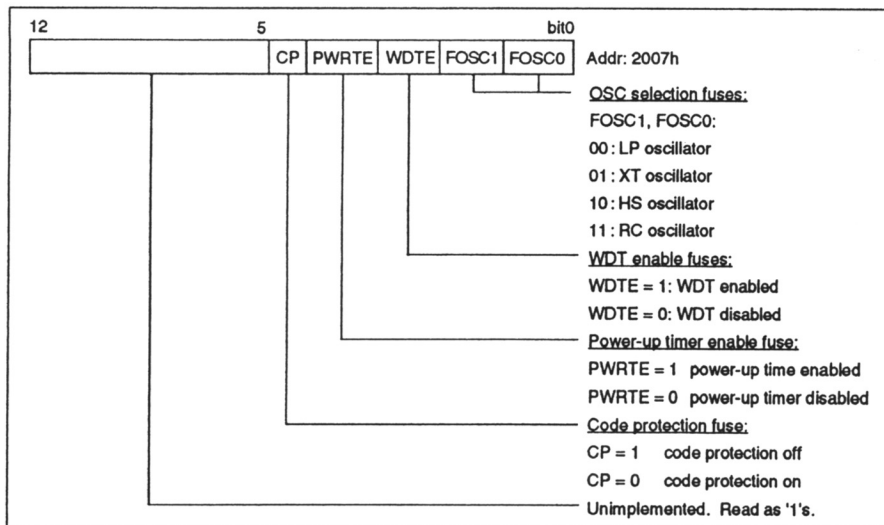 12 5 bit0
CP PWRTE WDTE FOSC1 FOSC0 Addr: 2007h
OSC selection fuses:
FOSC1, FOSC0:
00 : LP oscillator
01 : XT oscillator
10 : HS oscillator
11 : RC oscillator
WDT enable fuses:
WDTE = 1: WDT enabled
WDTE = 0: WDT disabled
Power-up timer enable fuse:
PWRTE = 1 power-up time enabled
PWRTE = 0 power-up timer disabled
Code protection fuse:
CP = 1 code protection off
CP = 0 code protection on
Unimplemented. Read as '1's.